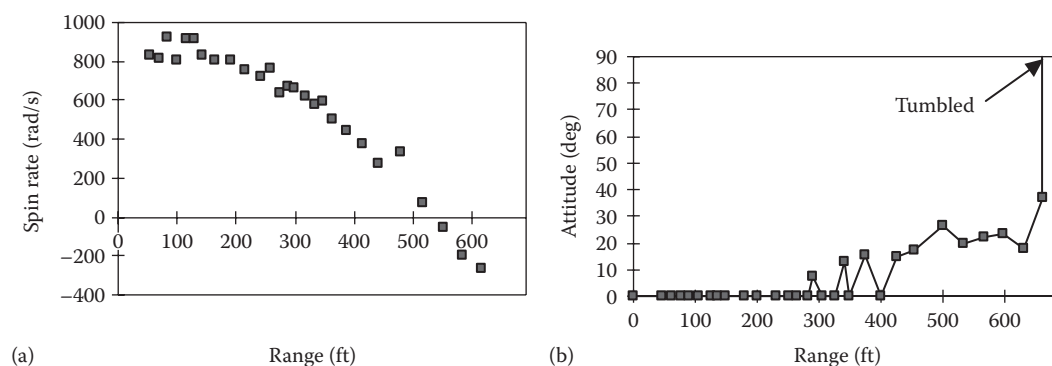 1000
800
600
400
200
0
−200
−400
0 100 200 300 400 500 600
Spin rate (rad/s)
Range (ft)
(a)
90
80
70
60
50
40
30
20
10
0
0 100 200 300 400 500 600
Attitude (deg)
Tumbled
Range (ft)
(b)